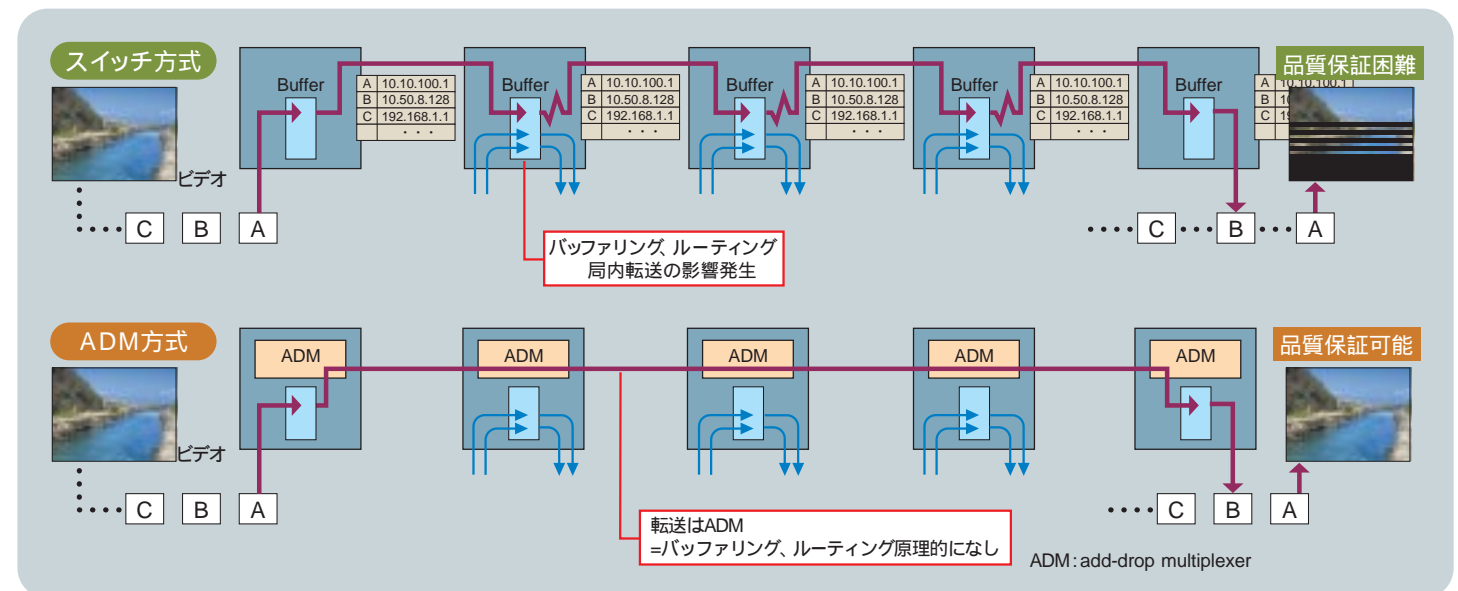 スイッチ方式
品質保証困難
Buffer
Buffer
Buffer
Buffer
Buffer
A 10.10.100.1
B 10.50.8.128
C 192.168.1.1
・・・
A 10.10.100.1
B 10.50.8.128
C 192.168.1.1
・・・
A 10.10.100.1
B 10.50.8.128
C 192.168.1.1
・・・
A 10.10.100.1
B 10.50.8.128
C 192.168.1.1
・・・
A 10.10.100.1
B 10
C 19
ビデオ
C B A
C B A
バッファリング、ルーティング
局内転送の影響発生
ADM方式
品質保証可能
ADM
ADM
ADM
ADM
ADM
ビデオ
C B A
C B A
転送はADM
=バッファリング、ルーティング原理的になし
ADM:add-drop multiplexer